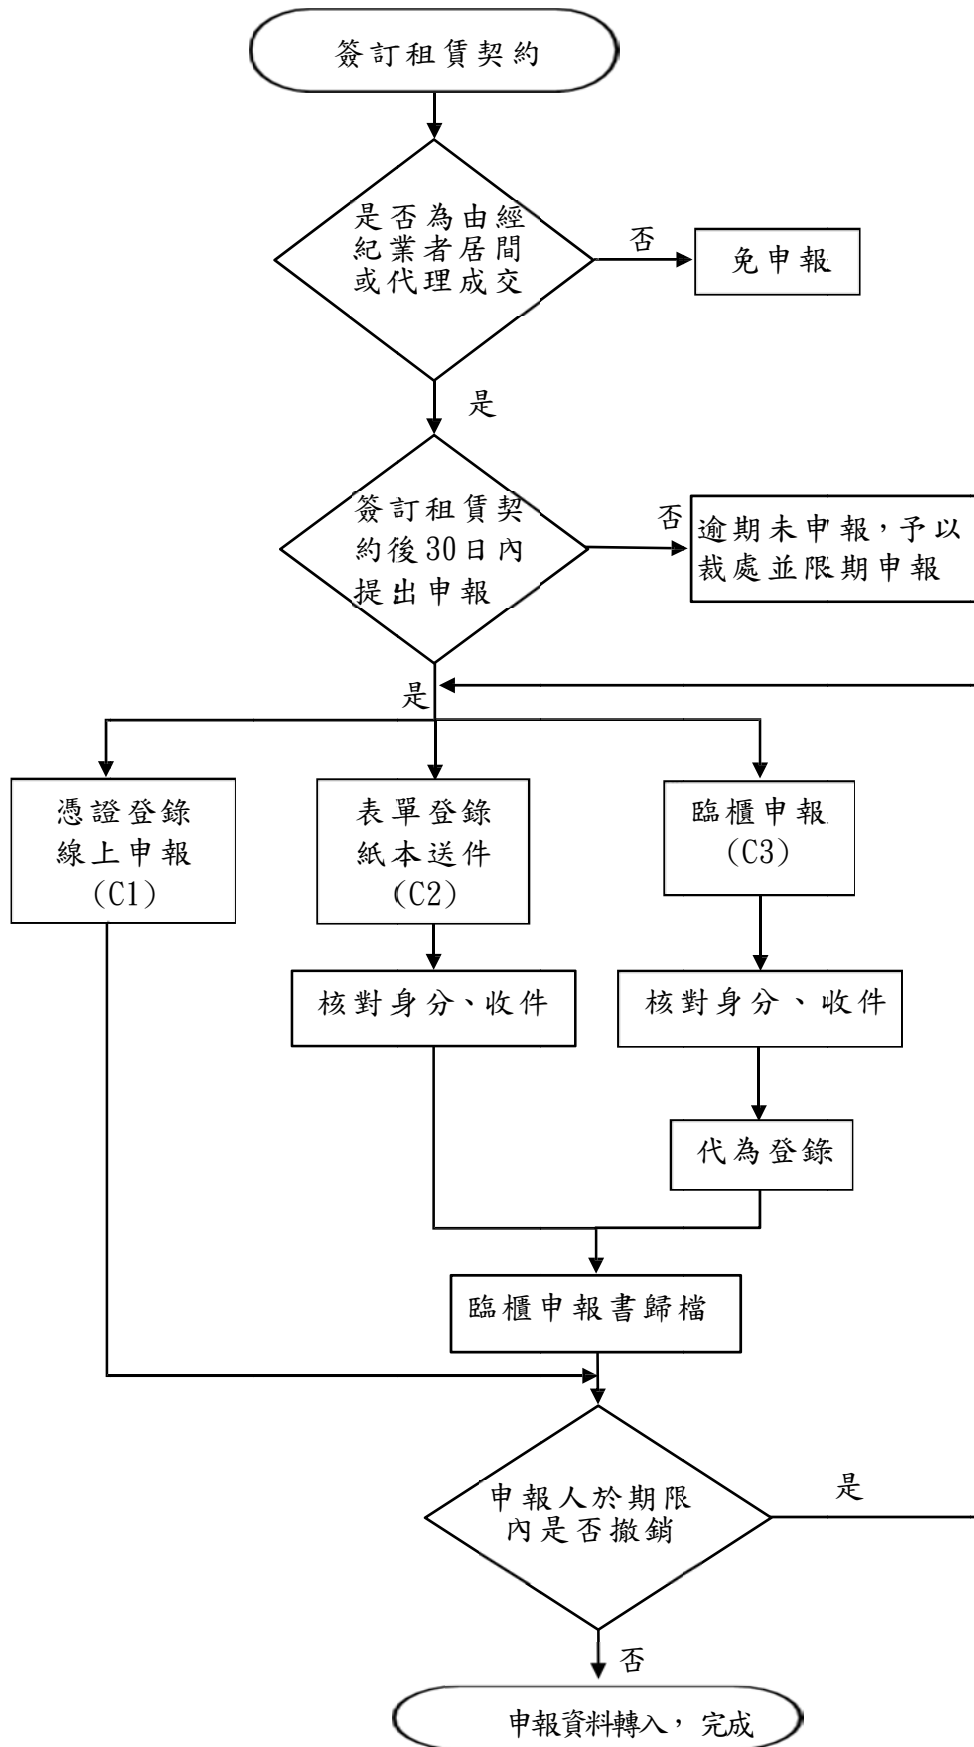 簽訂租賃契約
是否為由經
紀業者居間
或代理成交
否
免申報
是
簽訂租賃契
約後30日內
提出申報
否
逾期未申報,予以
裁處並限期申報
是
憑證登錄
線上申報
(C1)
表單登錄
紙本送件
(C2)
臨櫃申報
(C3)
核對身分、收件
核對身分、收件
代為登錄
臨櫃申報書歸檔
申報人於期限
內是否撤銷
是
否
申報資料轉入，完成